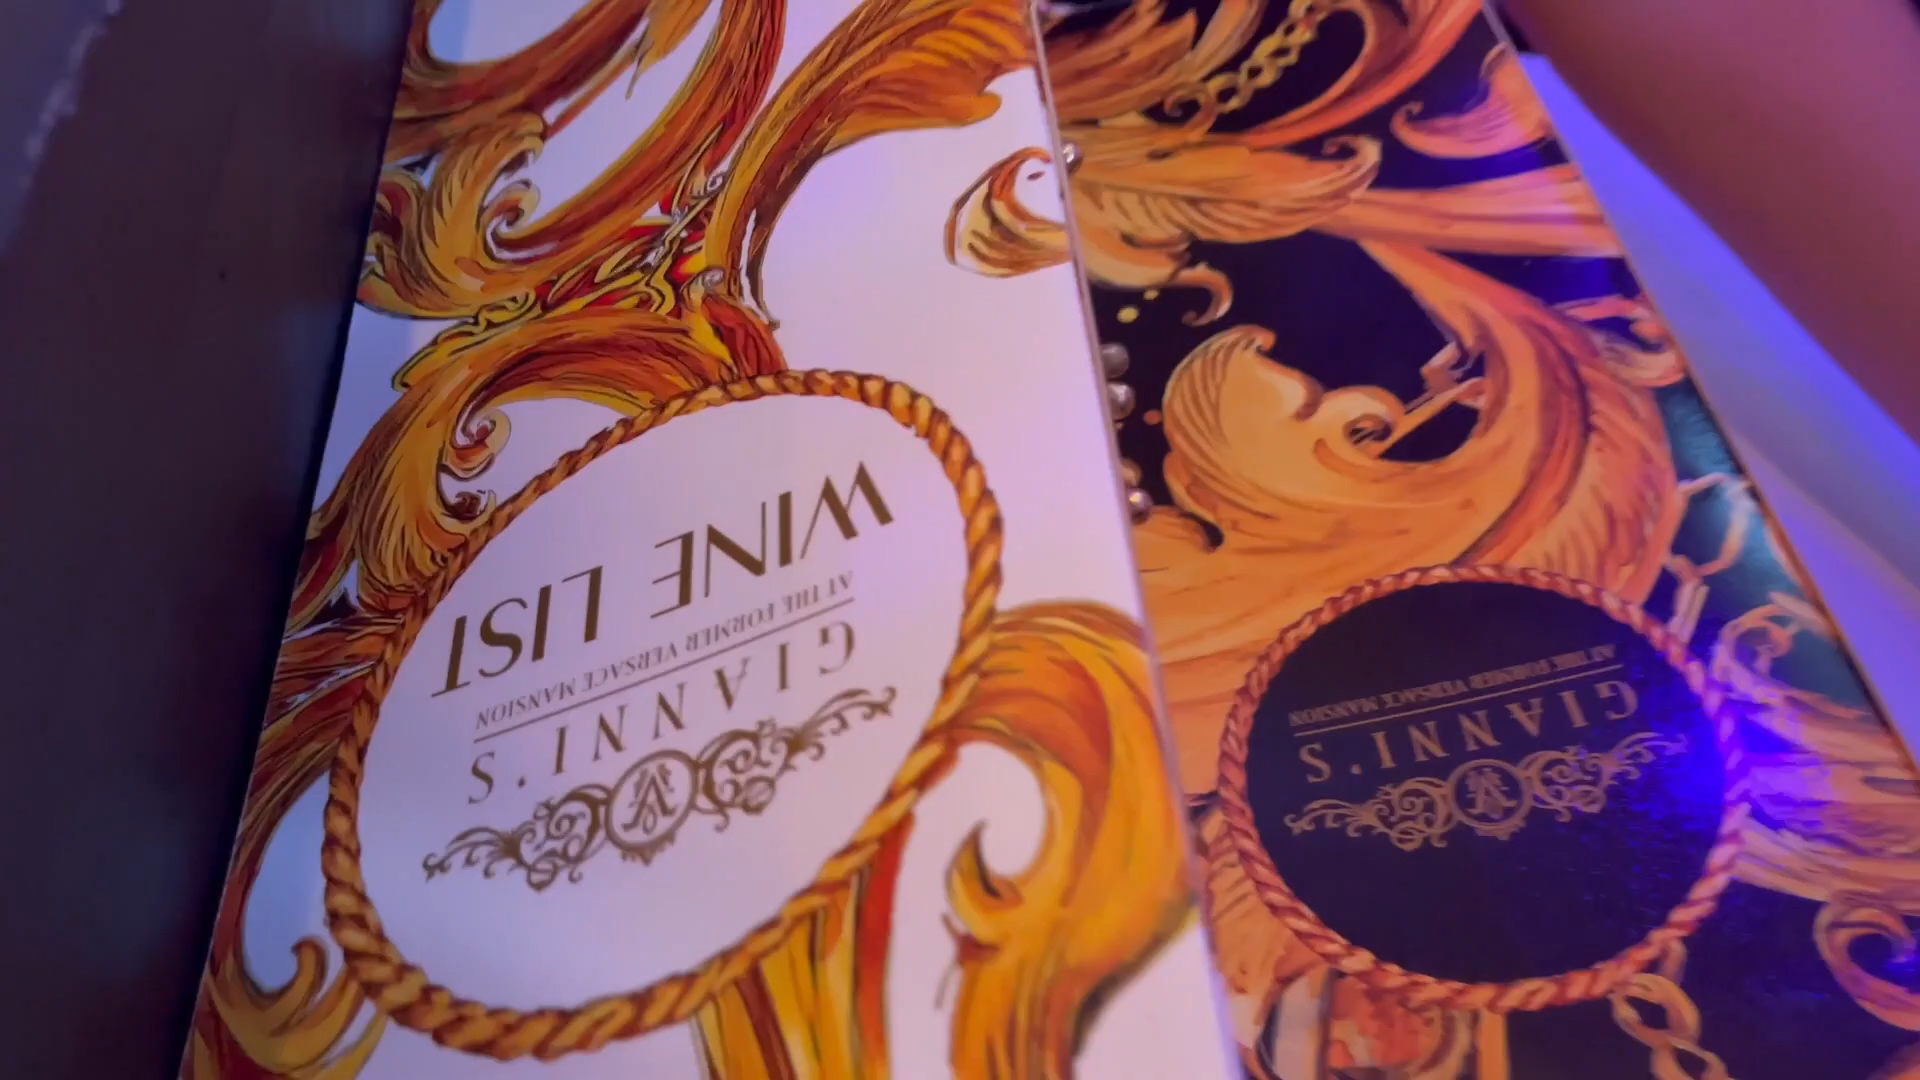 GIANNI'S
AT THE FORMER VERSACE MANSION
WINE LIST
GIANNI'S
AT THE FORMER VERSACE MANSION